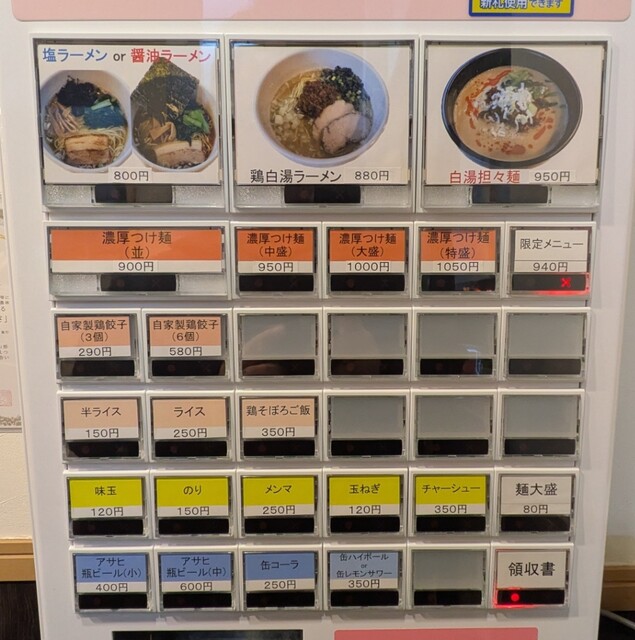 新札使用できます
塩ラーメン or 醤油ラーメン
800円
鶏白湯ラーメン 880円
白湯担々麺 950円
濃厚つけ麺
(並)
900円
濃厚つけ麺
(中盛)
950円
濃厚つけ麺
(大盛)
1000円
濃厚つけ麺
(特盛)
1050円
限定メニュー
940円
×
自家製鶏餃子
(3個)
290円
自家製鶏餃子
(6個)
580円
半ライス
150円
ライス
250円
鶏そぼろご飯
350円
味玉
120円
のり
150円
メンマ
250円
玉ねぎ
120円
チャーシュー
350円
麺大盛
80円
アサヒ
瓶ビール(小)
400円
アサヒ
瓶ビール(中)
600円
缶コーラ
250円
缶ハイボール
or
缶レモンサワー
350円
領収書